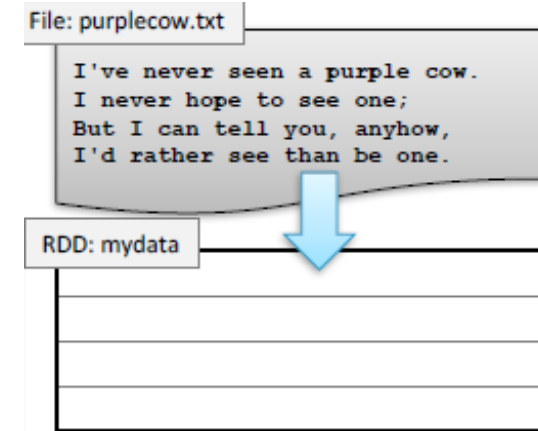 File: purplecow.txt
I've never seen a purple cow.
I never hope to see one;
But I can tell you, anyhow,
I'd rather see than be one.
RDD: mydata